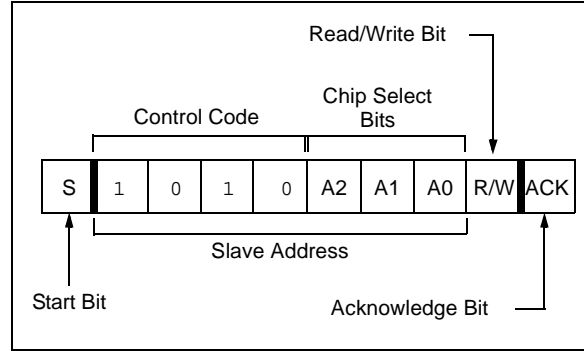 Read/Write Bit
Chip Select
Control Code Bits
S 1 0 1 0 A2 A1 A0 R/W ACK
Slave Address
Start Bit
Acknowledge Bit